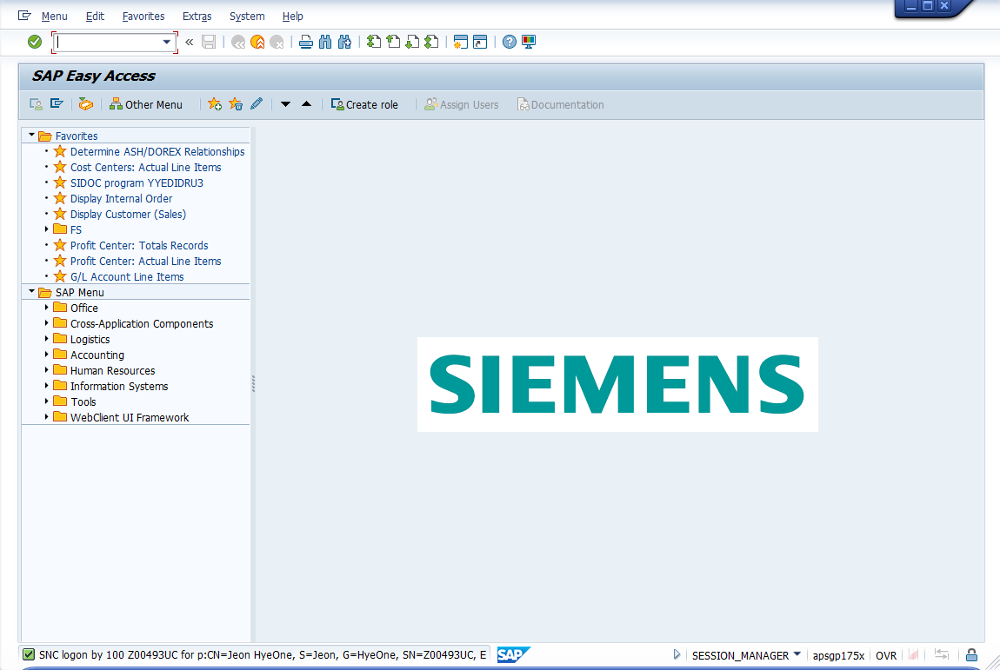 Menu Edit Favorites Extras System Help
SAP Easy Access
Other Menu Create role Assign Users Documentation
Favorites
Determine ASH/DOREX Relationships
Cost Centers: Actual Line Items
SIDOC program YYEDIDRU3
Display Internal Order
Display Customer (Sales)
FS
Profit Center: Totals Records
Profit Center: Actual Line Items
G/L Account Line Items
SAP Menu
Office
Cross-Application Components
Logistics
Accounting
Human Resources
Information Systems
Tools
WebClient UI Framework
SIEMENS
SNC logon by 100 Z00493UC for p:CN=Jeon HyeOne, S=Jeon, G=HyeOne, SN=Z00493UC, E SAP SESSION_MANAGER apsgp175x OVR